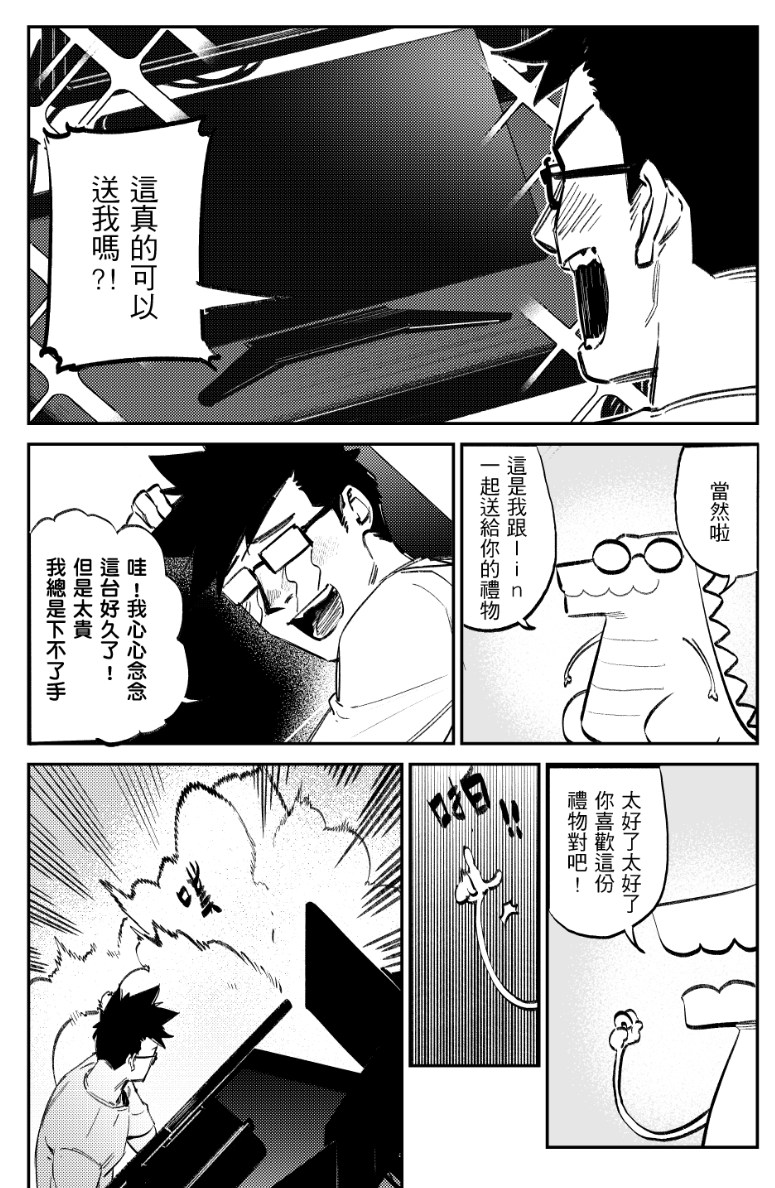 這真的可以
送我嗎?!
當然啦
這是我跟lin
一起送給你的禮物
哇!我心心念念
這台好久了!
但是太貴
我總是下不了手
太好了太好了
你喜歡這份
禮物對吧!